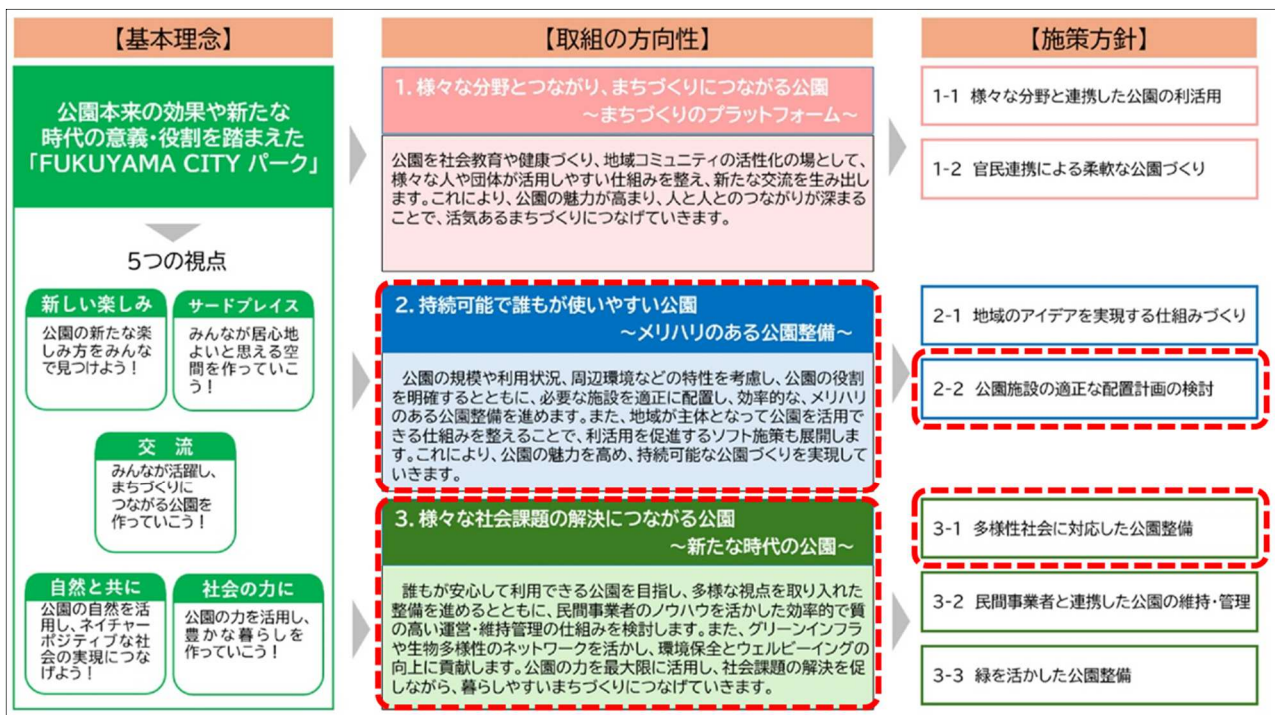 【基本理念】
公園本来の効果や新たな
時代の意義・役割を踏まえた
「FUKUYAMA CITY パーク」
5つの視点
新しい楽しみ
公園の新たな楽
しみ方をみんな
で見つけよう！
サードプレイス
みんなが居心地
よいと思える空
間を作っていこ
う！
交　流
みんなが活躍し、
まちづくりに
つながる公園を
作っていこう！
自然と共に
公園の自然を活
用し、ネイチャー
ポジティブな社
会の実現につな
げよう！
社会の力に
公園の力を活用し、
豊かな暮らしを
作っていこう！
【取組の方向性】
1. 様々な分野とつながり、まちづくりにつながる公園
～まちづくりのプラットフォーム～
公園を社会教育や健康づくり、地域コミュニティの活性化の場として、
様々な人や団体が活用しやすい仕組みを整え、新たな交流を生み出し
ます。これにより、公園の魅力が高まり、人と人とのつながりが深まる
ことで、活気あるまちづくりにつなげていきます。
2. 持続可能で誰もが使いやすい公園
～メリハリのある公園整備～
公園の規模や利用状況、周辺環境などの特性を考慮し、公園の役割
を明確するとともに、必要な施設を適正に配置し、効率的な、メリハリ
のある公園整備を進めます。また、地域が主体となって公園を活用で
きる仕組みを整えることで、利活用を促進するソフト施策も展開しま
す。これにより、公園の魅力を高め、持続可能な公園づくりを実現して
いきます。
3. 様々な社会課題の解決につながる公園
～新たな時代の公園～
誰もが安心して利用できる公園を目指し、多様な視点を取り入れた
整備を進めるとともに、民間事業者のノウハウを活かした効率的で質
の高い運営・維持管理の仕組みを検討します。また、グリーンインフラ
や生物多様性のネットワークを活かし、環境保全とウェルビーイングの
向上に貢献します。公園の力を最大限に活用し、社会課題の解決を促
しながら、暮らしやすいまちづくりにつなげていきます。
【施策方針】
1-1 様々な分野と連携した公園の利活用
1-2 官民連携による柔軟な公園づくり
2-1 地域のアイデアを実現する仕組みづくり
2-2 公園施設の適正な配置計画の検討
3-1 多様性社会に対応した公園整備
3-2 民間事業者と連携した公園の維持・管理
3-3 緑を活かした公園整備